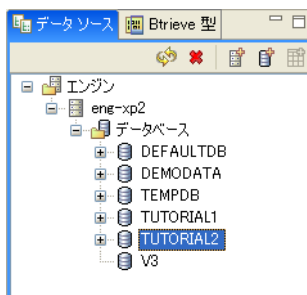 データ ソース
Btrieve 型
エンジン
eng-xp2
データベース
DEFAULTDB
DEMODATA
TEMPDB
TUTORIAL1
TUTORIAL2
V3